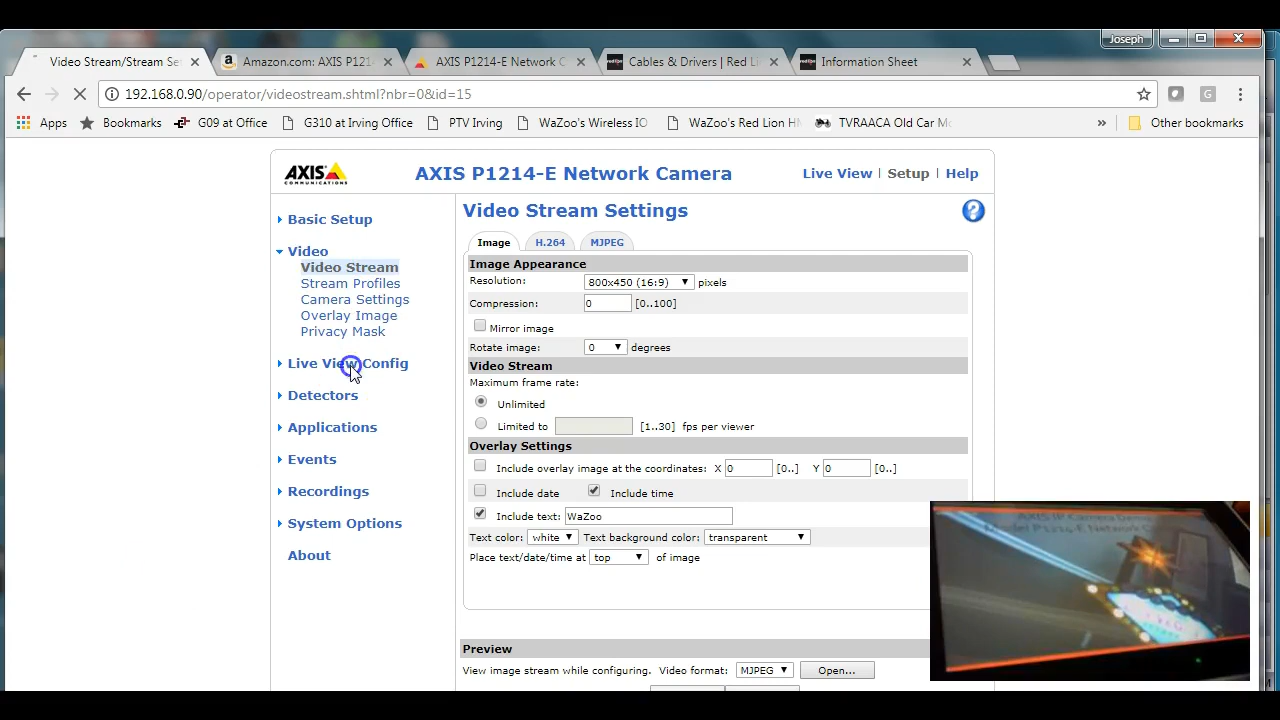 Joseph
Video Stream/Stream Se
Amazon.com: AXIS P121
AXIS P1214-E Network C
Cables & Drivers | Red Li
Information Sheet
192.168.0.90/operator/videostream.shtml?nbr=0&id=15
Apps
Bookmarks
G09 at Office
G310 at Irving Office
PTV Irving
WaZoo's Wireless IO
WaZoo's Red Lion HM
TVRAACA Old Car Mo
»
Other bookmarks
AXIS
COMMUNICATIONS
AXIS P1214-E Network Camera
Live View | Setup | Help
Basic Setup
Video
Video Stream
Stream Profiles
Camera Settings
Overlay Image
Privacy Mask
Live View Config
Detectors
Applications
Events
Recordings
System Options
About
Video Stream Settings
Image
H.264
MJPEG
Image Appearance
Resolution: 800x450 (16:9) pixels
Compression: 0 [0..100]
Mirror image
Rotate image: 0 degrees
Video Stream
Maximum frame rate:
Unlimited
Limited to [1..30] fps per viewer
Overlay Settings
Include overlay image at the coordinates: X 0 [0..] Y 0 [0..]
Include date Include time
Include text: WaZoo
Text color: white Text background color: transparent
Place text/date/time at top of image
Preview
View image stream while configuring. Video format: MJPEG Open...
AXIS IP Camera Demo